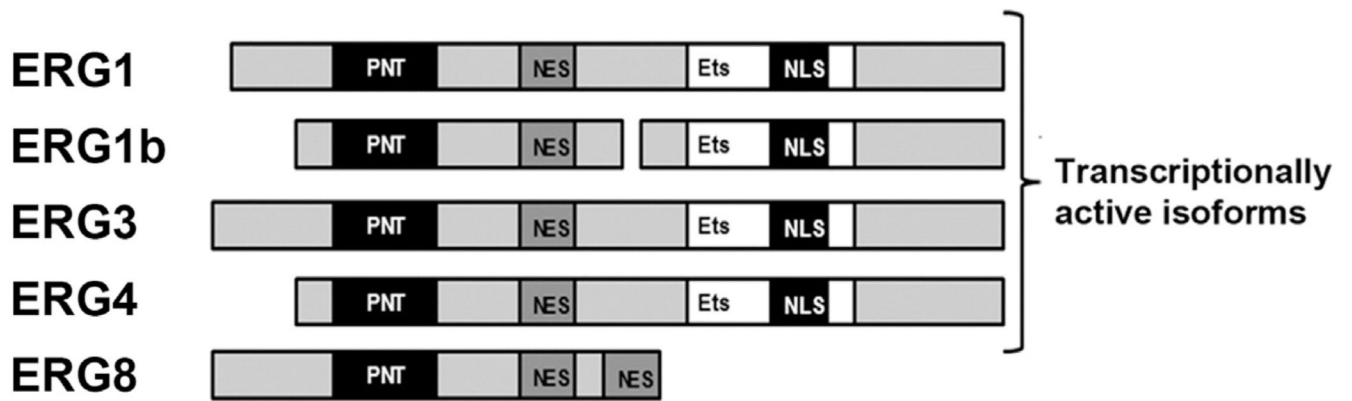 ERG1 PNT NES Ets NLS
ERG1b PNT NES Ets NLS
ERG3 PNT NES Ets NLS
ERG4 PNT NES Ets NLS
ERG8 PNT NES NES
Transcriptionally
active isoforms